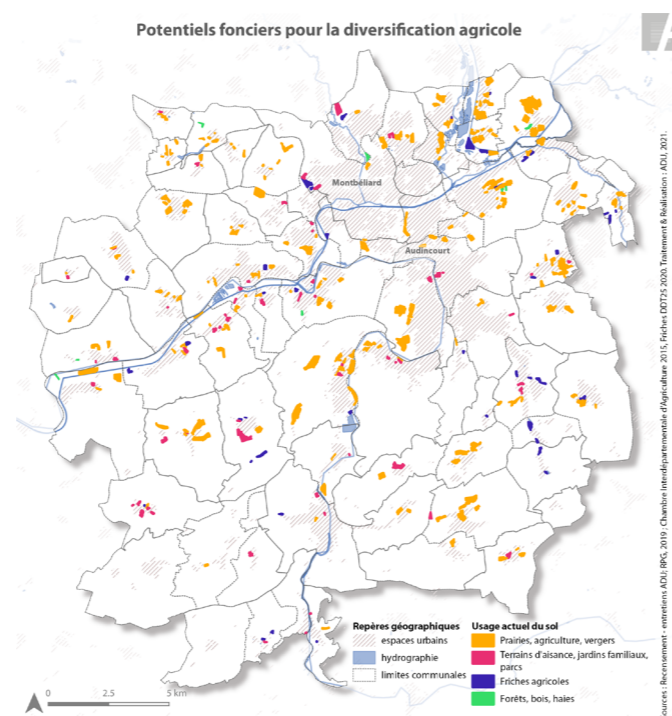 Potentiels fonciers pour la diversification agricole
Montbéliard
Audincourt
Repères géographiques
espaces urbains
hydrographie
limites communales
Usage actuel du sol
Prairies, agriculture, vergers
Terrains d'aisance, jardins familiaux,
parcs
Friches agricoles
Forêts, bois, haies
0 2.5 5 km
ources : Recensement - entretiens ADU; RPG, 2019 ; Chambre Interdépartementale d'Agriculture 2015, Friches DDT25 2020. Traitement & Réalisation : ADU, 2021.